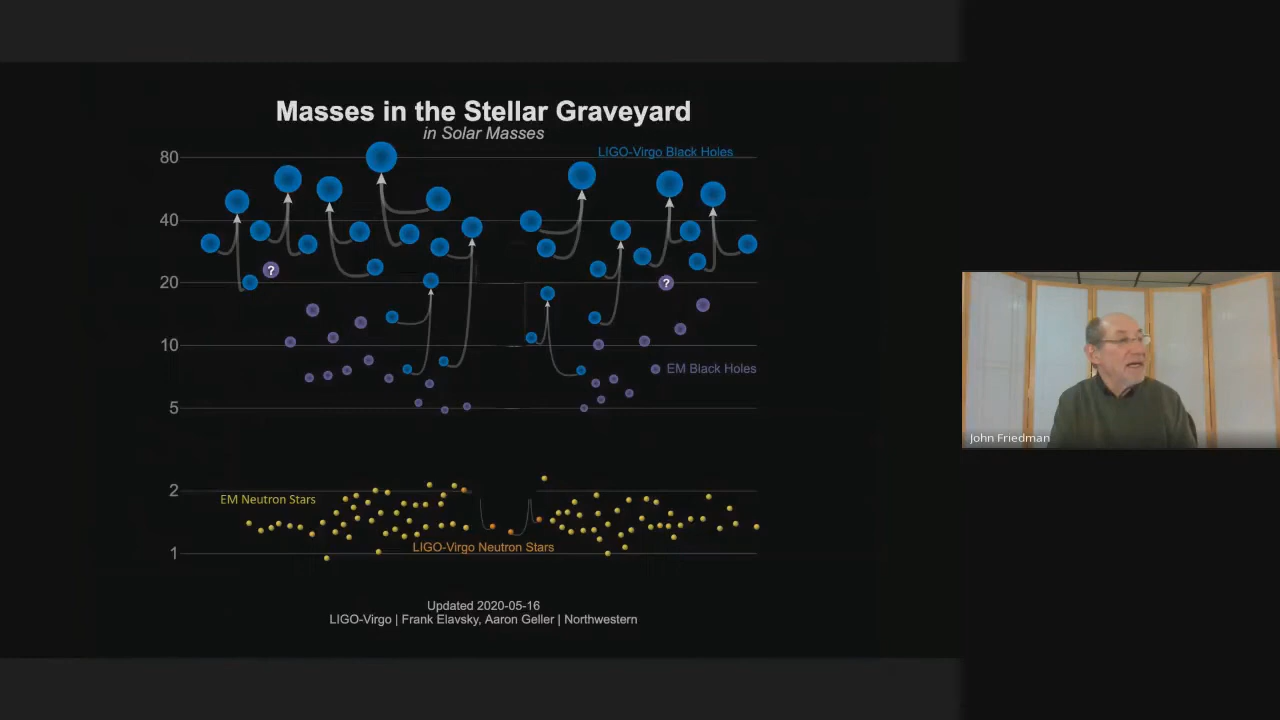 Masses in the Stellar Graveyard
in Solar Masses
LIGO-Virgo Black Holes
80
40
?
20
?
10
EM Black Holes
5
2
EM Neutron Stars
LIGO-Virgo Neutron Stars
1
Updated 2020-05-16
LIGO-Virgo | Frank Elavsky, Aaron Geller | Northwestern
John Friedman